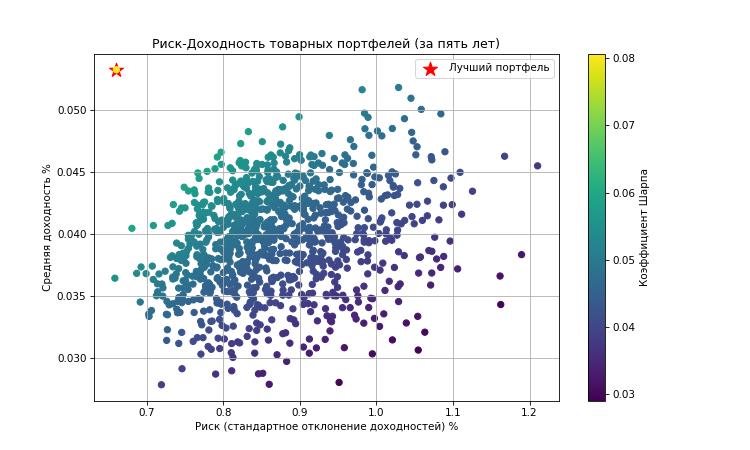 Риск-Доходность товарных портфелей (за пять лет)
Лучший портфель
Средняя доходность %
0.050
0.045
0.040
0.035
0.030
0.7 0.8 0.9 1.0 1.1 1.2
Риск (стандартное отклонение доходностей) %
0.08
0.07
0.06
0.05
0.04
0.03
Коэффициент Шарпа